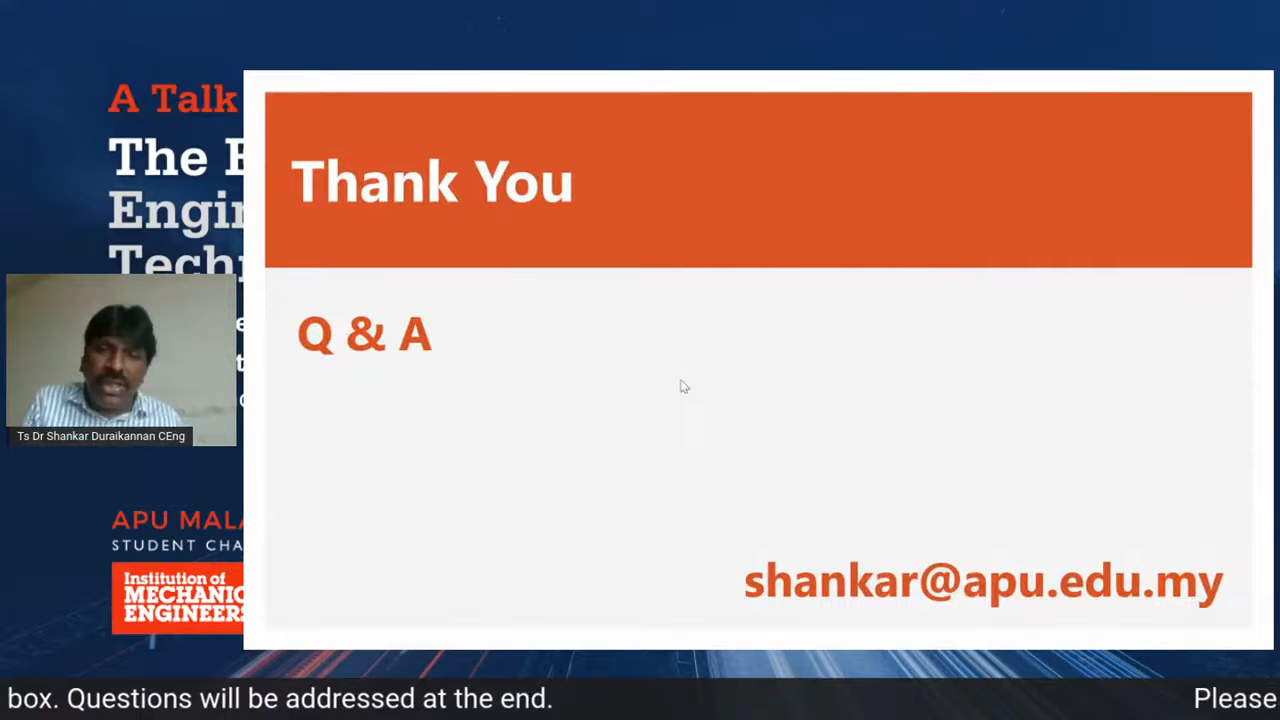 A Talk
The
Engin
Tech
Thank You
Q & A
Ts Dr Shankar Duraikannan CEng
APU MALA
STUDENT CHA
Institution of
MECHANIC
ENGINEERS
shankar@apu.edu.my
box. Questions will be addressed at the end.
Please